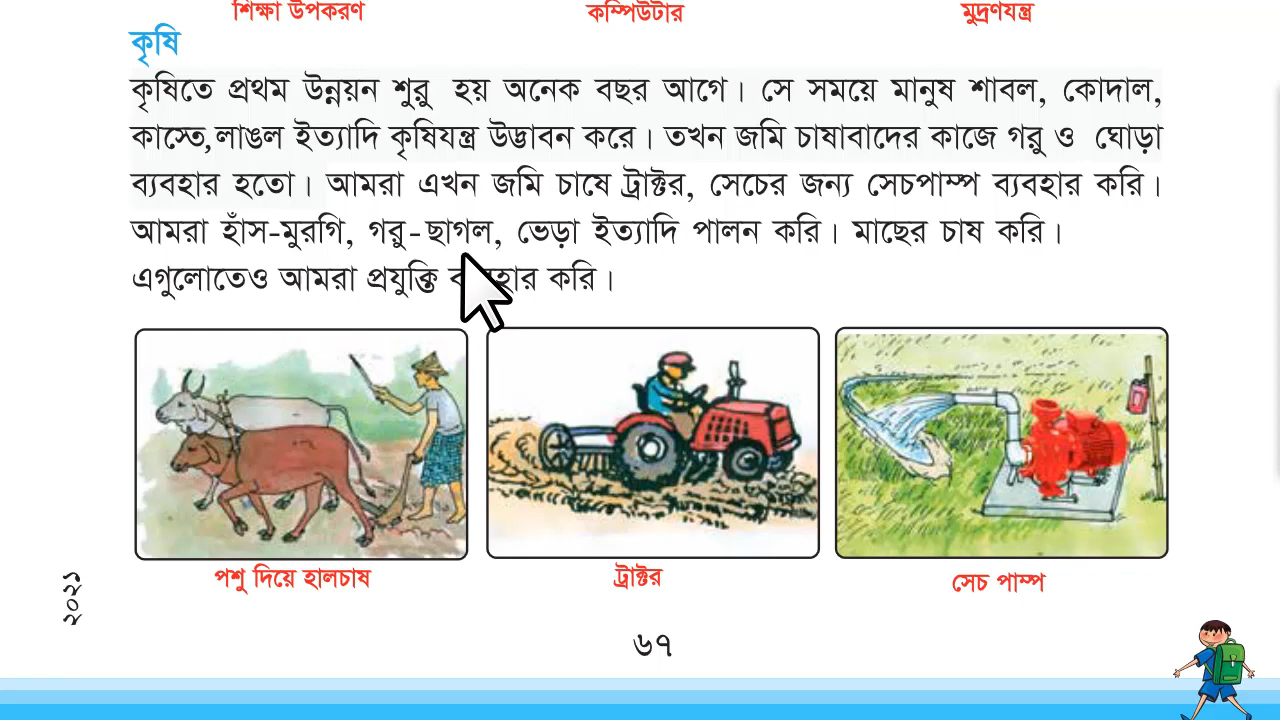 শিক্ষা উপকরণ কম্পিউটার মুদ্রণযন্ত্র
কৃষি
কৃষিতে প্রথম উন্নয়ন শুরু হয় অনেক বছর আগে। সে সময়ে মানুষ শাবল, কোদাল,
কাস্তে,লাঙল ইত্যাদি কৃষিযন্ত্র উদ্ভাবন করে। তখন জমি চাষাবাদের কাজে গরু ও ঘোড়া
ব্যবহার হতো। আমরা এখন জমি চাষে ট্রাক্টর, সেচের জন্য সেচপাম্প ব্যবহার করি।
আমরা হাঁস-মুরগি, গরু-ছাগল, ভেড়া ইত্যাদি পালন করি। মাছের চাষ করি।
এগুলোতেও আমরা প্রযুক্তি ব্যবহার করি।
পশু দিয়ে হালচাষ ট্রাক্টর সেচ পাম্প
২০২১
৬৭